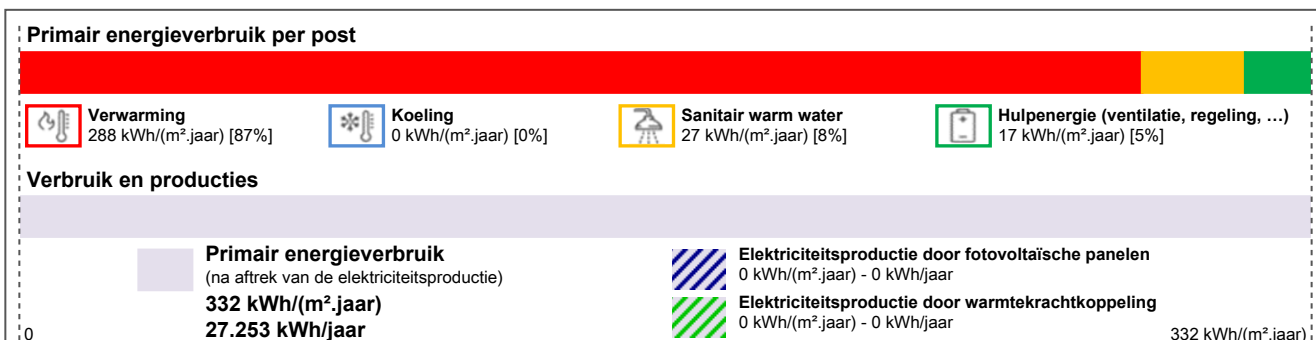 Primair energieverbruik per post
Verwarming
288 kWh/(m².jaar) [87%]
Koeling
0 kWh/(m².jaar) [0%]
Sanitair warm water
27 kWh/(m².jaar) [8%]
Hulpenergie (ventilatie, regeling, …)
17 kWh/(m².jaar) [5%]
Verbruik en producties
Primair energieverbruik
(na aftrek van de elektriciteitsproductie)
332 kWh/(m².jaar)
27.253 kWh/jaar
Elektriciteitsproductie door fotovoltaïsche panelen
0 kWh/(m².jaar) - 0 kWh/jaar
Elektriciteitsproductie door warmtekrachtkoppeling
0 kWh/(m².jaar) - 0 kWh/jaar
0
332 kWh/(m².jaar)